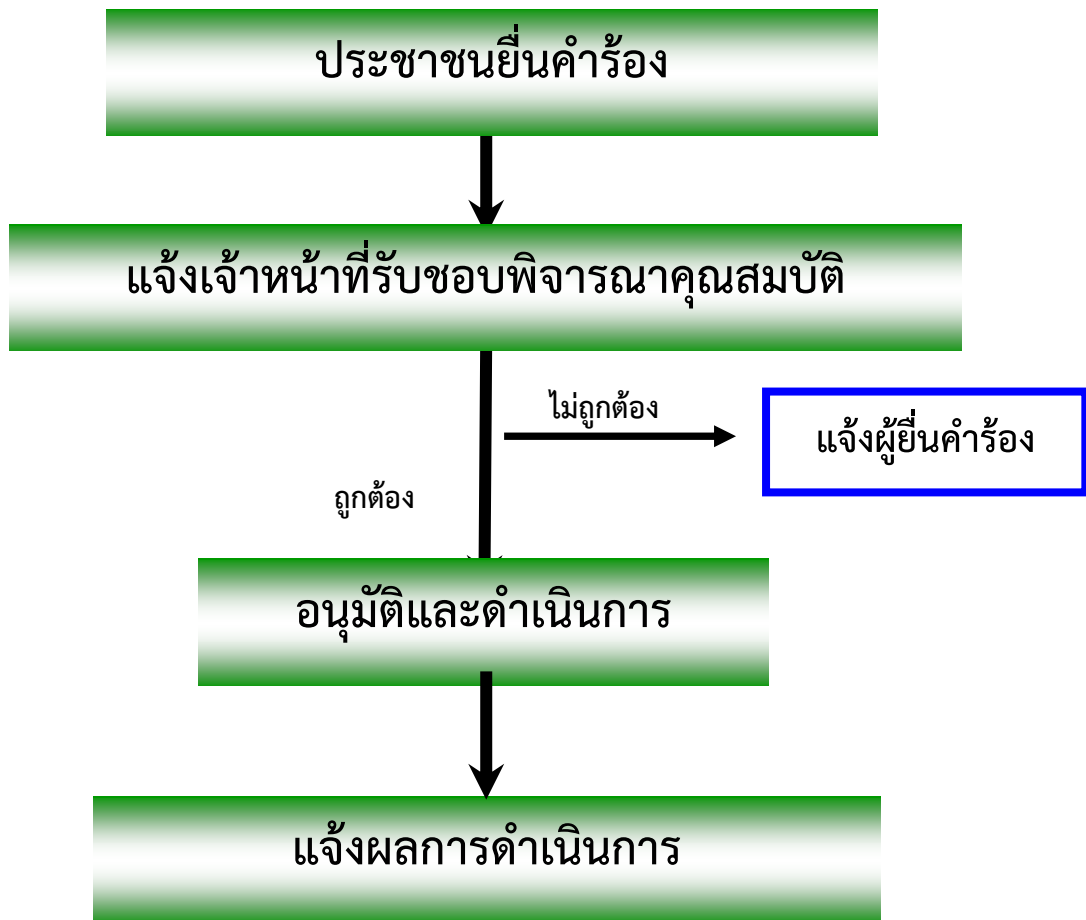 ประชาชนยื่นคำร้อง
แจ้งเจ้าหน้าที่รับชอบพิจารณาคุณสมบัติ
ไม่ถูกต้อง
แจ้งผู้ยื่นคำร้อง
ถูกต้อง
อนุมัติและดำเนินการ
แจ้งผลการดำเนินการ